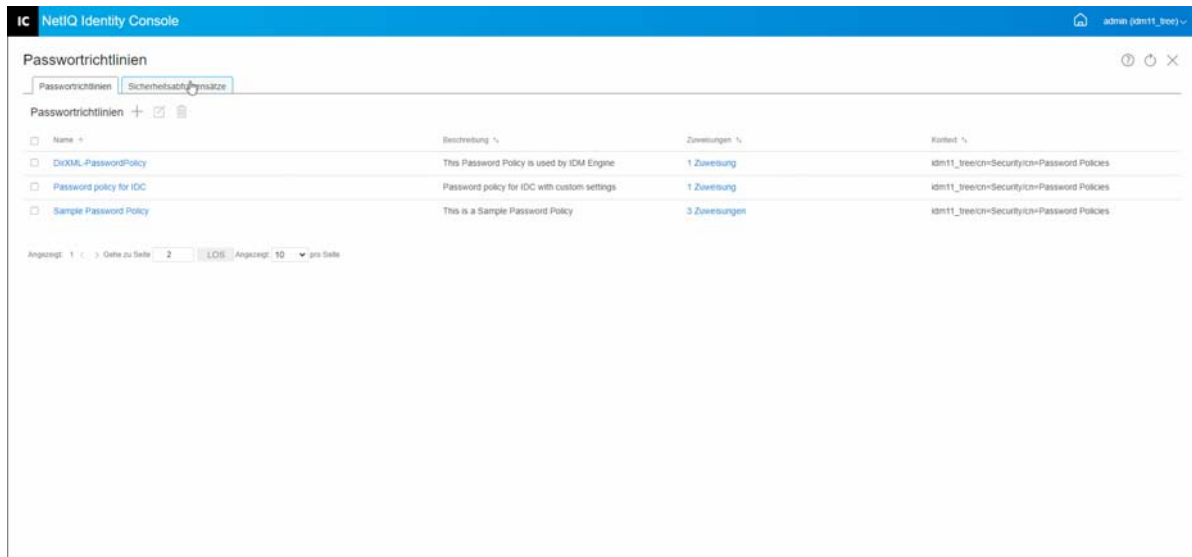 IC NetIQ Identity Console admin (idm11_tree)
Passwortrichtlinien
Passwortrichtlinien Sicherheitsabfragensätze
Passwortrichtlinien
Name Beschreibung Zuweisungen Kontext
DirXML-PasswordPolicy This Password Policy is used by IDM Engine 1 Zuweisung idm11_tree/cn=Security/cn=Password Policies
Password policy for IDC Password policy for IDC with custom settings 1 Zuweisung idm11_tree/cn=Security/cn=Password Policies
Sample Password Policy This is a Sample Password Policy 3 Zuweisungen idm11_tree/cn=Security/cn=Password Policies
Angezeigt: 1 < > Gehe zu Seite 2 LOS Angezeigt: 10 pro Seite